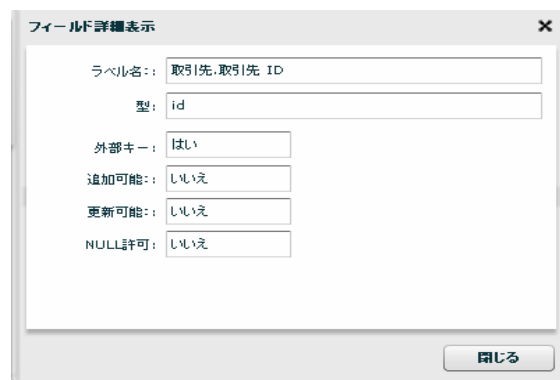 フィールド詳細表示 ×
ラベル名:: 取引先.取引先 ID
型: id
外部キー: はい
追加可能:: いいえ
更新可能:: いいえ
NULL許可: いいえ
閉じる